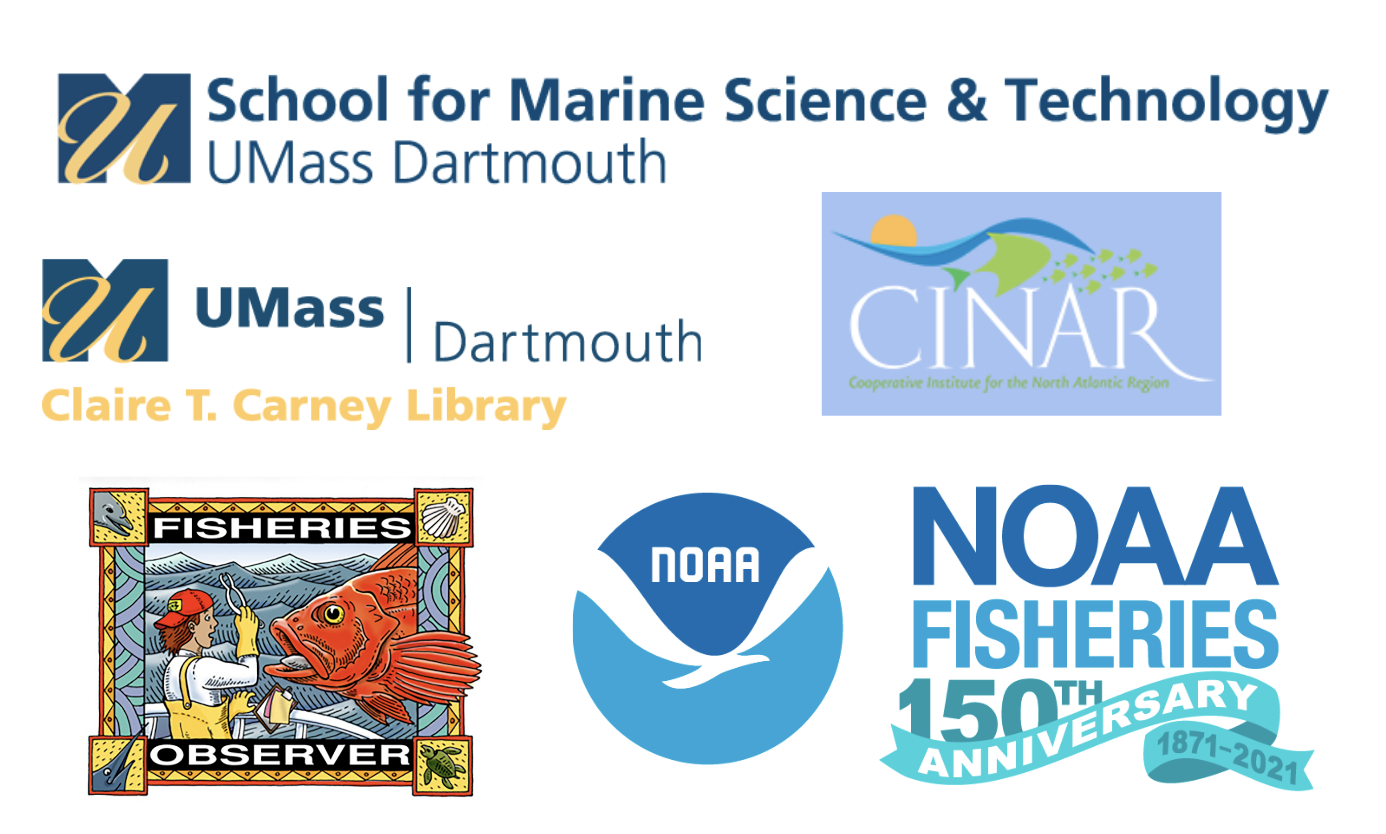 School for Marine Science & Technology
UMass Dartmouth
UMass | Dartmouth
Claire T. Carney Library
CINAR
Cooperative Institute for the North Atlantic Region
FISHERIES
OBSERVER
NOAA
NOAA
FISHERIES
150TH
ANNIVERSARY
1871-2021